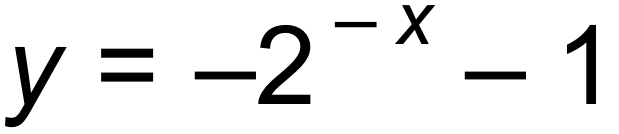 y = –2^{– x} – 1